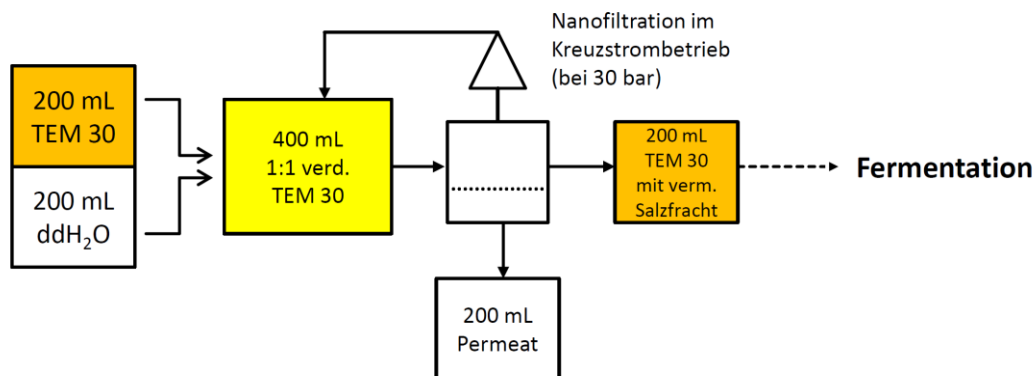 Nanofiltration im
Kreuzstrombetrieb
(bei 30 bar)
200 mL
TEM 30
200 mL
ddH₂O
400 mL
1:1 verd.
TEM 30
200 mL
TEM 30
mit verm.
Salzfracht
Fermentation
200 mL
Permeat